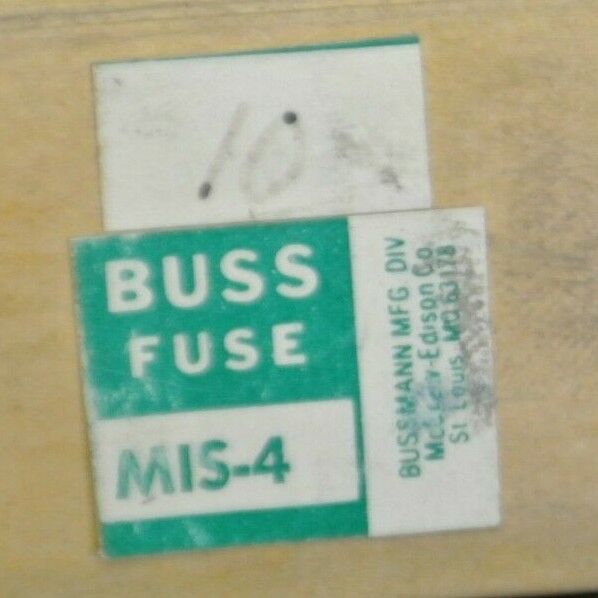 10
BUSS
FUSE
MIS-4
BUSSMANN MFG DIV.
McGraw-Edison Co.
St. Louis, MO 63178